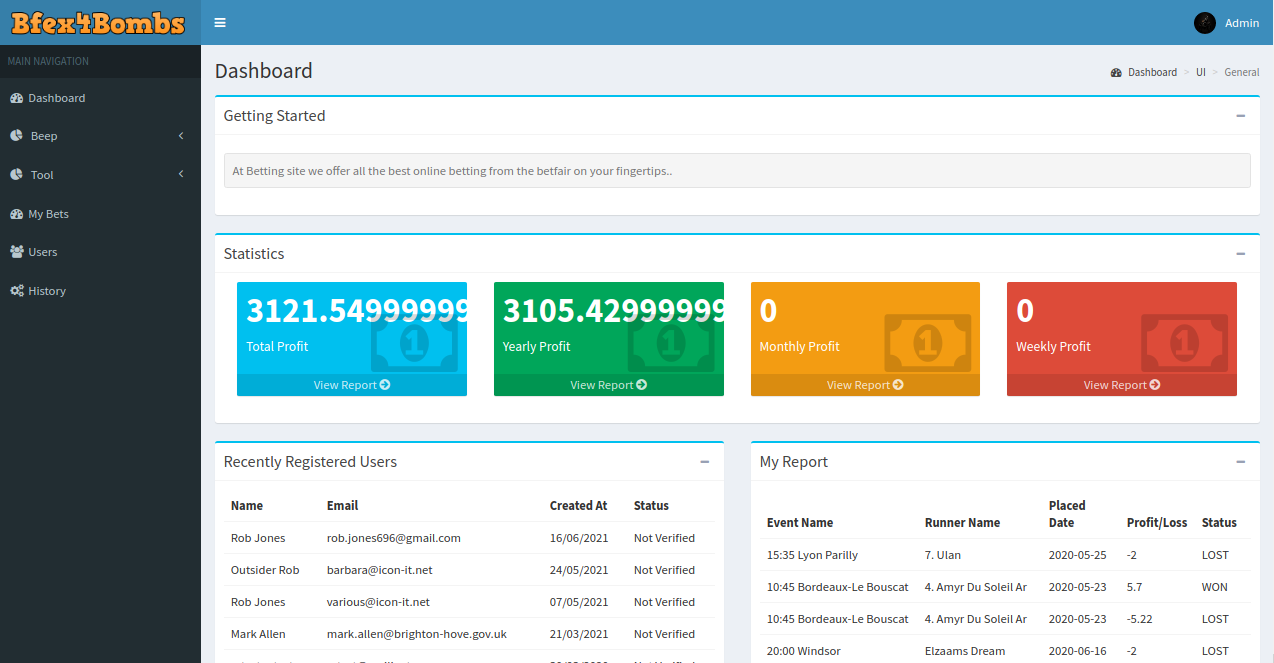 Bfex4Bombs
Admin
MAIN NAVIGATION
Dashboard
Beep
Tool
My Bets
Users
History
Dashboard
Dashboard > UI > General
Getting Started
At Betting site we offer all the best online betting from the betfair on your fingertips..
Statistics
3121.54999999
Total Profit
View Report
3105.42999999
Yearly Profit
View Report
0
Monthly Profit
View Report
0
Weekly Profit
View Report
Recently Registered Users
Name Email Created At Status
Rob Jones rob.jones696@gmail.com 16/06/2021 Not Verified
Outsider Rob barbara@icon-it.net 24/05/2021 Not Verified
Rob Jones various@icon-it.net 07/05/2021 Not Verified
Mark Allen mark.allen@brighton-hove.gov.uk 21/03/2021 Not Verified
My Report
Event Name Runner Name Placed Date Profit/Loss Status
15:35 Lyon Parilly 7. Ulan 2020-05-25 -2 LOST
10:45 Bordeaux-Le Bouscat 4. Amyr Du Soleil Ar 2020-05-23 5.7 WON
10:45 Bordeaux-Le Bouscat 4. Amyr Du Soleil Ar 2020-05-23 -5.22 LOST
20:00 Windsor Elzaams Dream 2020-06-16 -2 LOST